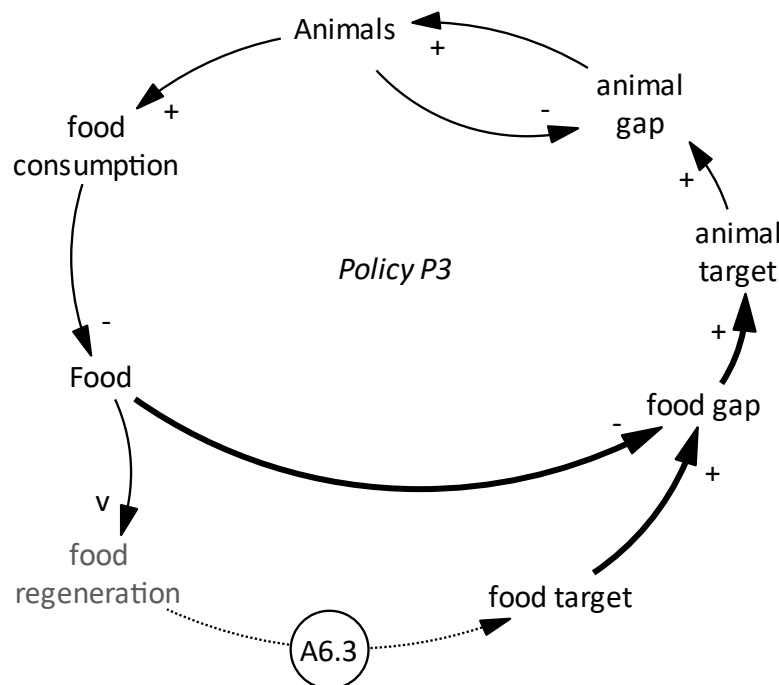 Animals
+
+
animal
gap
-
food
consumption
+
animal
target
Policy P3
-
+
Food
food gap
-
+
v
food
regeneration
food target
A6.3